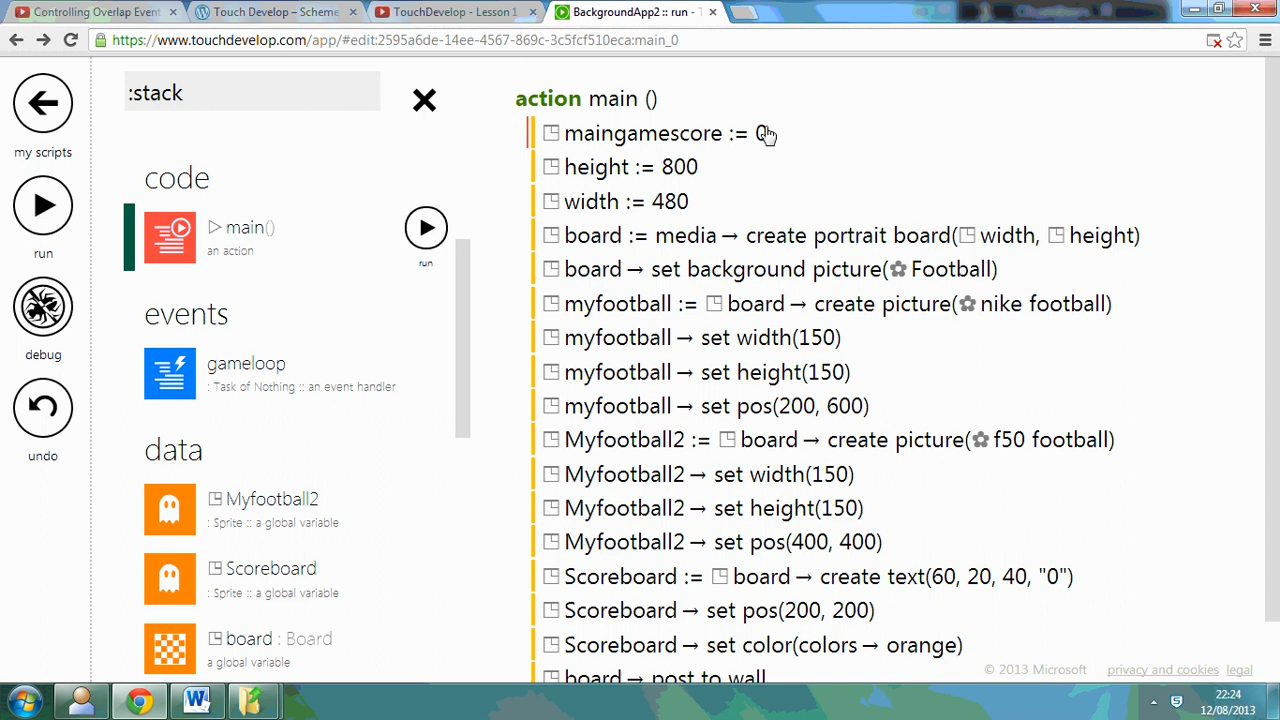 Controlling Overlap Event
Touch Develop – Scheme
TouchDevelop - Lesson 1
BackgroundApp2 :: run -
https://www.touchdevelop.com/app/#edit:2595a6de-14ee-4567-869c-3c5fcf510eca:main_0
my scripts
run
debug
undo
:stack
code
main()
an action
run
events
gameloop
: Task of Nothing :: an event handler
data
Myfootball2
: Sprite :: a global variable
Scoreboard
: Sprite :: a global variable
board : Board
a global variable
action main ()
maingamescore := 0
height := 800
width := 480
board := media → create portrait board(width, height)
board → set background picture(Football)
myfootball := board → create picture(nike football)
myfootball → set width(150)
myfootball → set height(150)
myfootball → set pos(200, 600)
Myfootball2 := board → create picture(f50 football)
Myfootball2 → set width(150)
Myfootball2 → set height(150)
Myfootball2 → set pos(400, 400)
Scoreboard := board → create text(60, 20, 40, "0")
Scoreboard → set pos(200, 200)
Scoreboard → set color(colors → orange)
board → post to wall
© 2013 Microsoft privacy and cookies legal
22:24
12/08/2013